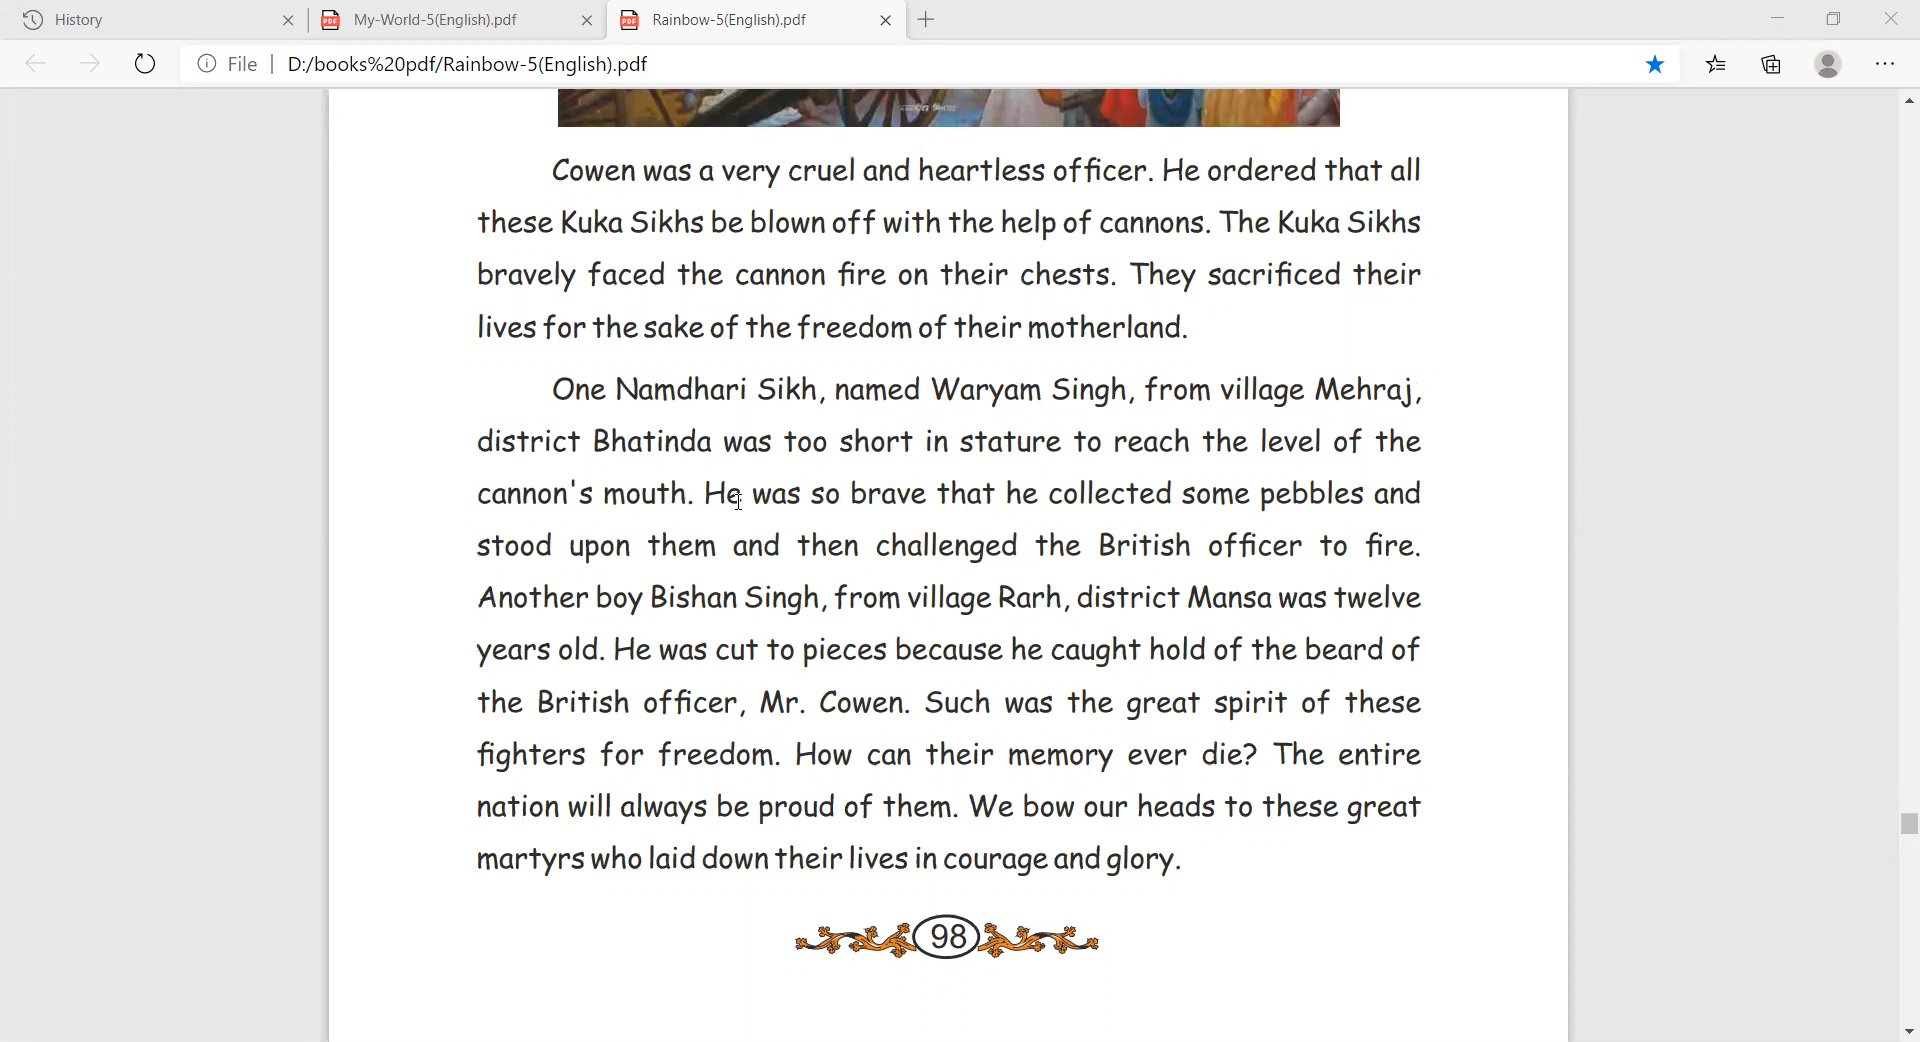 History
My-World-5(English).pdf
Rainbow-5(English).pdf
File
D:/books%20pdf/Rainbow-5(English).pdf
Cowen was a very cruel and heartless officer. He ordered that all
these Kuka Sikhs be blown off with the help of cannons. The Kuka Sikhs
bravely faced the cannon fire on their chests. They sacrificed their
lives for the sake of the freedom of their motherland.
One Namdhari Sikh, named Waryam Singh, from village Mehraj,
district Bhatinda was too short in stature to reach the level of the
cannon's mouth. He was so brave that he collected some pebbles and
stood upon them and then challenged the British officer to fire.
Another boy Bishan Singh, from village Rarh, district Mansa was twelve
years old. He was cut to pieces because he caught hold of the beard of
the British officer, Mr. Cowen. Such was the great spirit of these
fighters for freedom. How can their memory ever die? The entire
nation will always be proud of them. We bow our heads to these great
martyrs who laid down their lives in courage and glory.
98